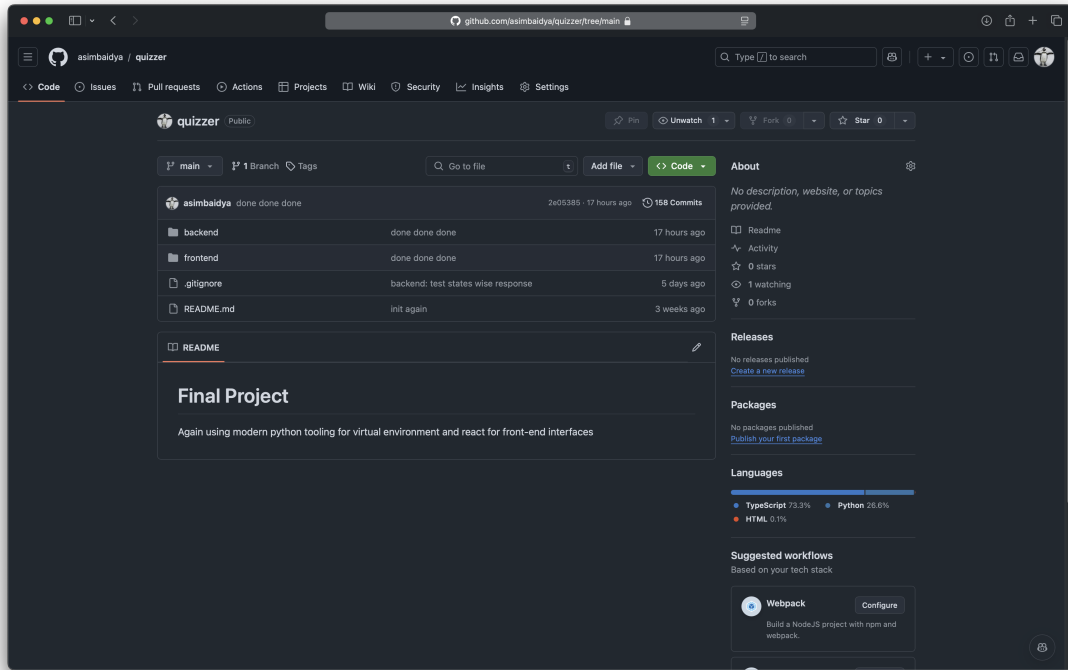 github.com/asimbaidya/quizzer/tree/main
asimbaidya / quizzer
Type / to search
Code Issues Pull requests Actions Projects Wiki Security Insights Settings
quizzer Public
Pin Unwatch 1 Fork 0 Star 0
main 1 Branch Tags Go to file t Add file Code
asimbaidya done done done 2e05385 · 17 hours ago 158 Commits
backend done done done 17 hours ago
frontend done done done 17 hours ago
.gitignore backend: test states wise response 5 days ago
README.md init again 3 weeks ago
README
Final Project
Again using modern python tooling for virtual environment and react for front-end interfaces
About
No description, website, or topics
provided.
Readme
Activity
0 stars
1 watching
0 forks
Releases
No releases published
Create a new release
Packages
No packages published
Publish your first package
Languages
TypeScript 73.3% Python 26.6%
HTML 0.1%
Suggested workflows
Based on your tech stack
Webpack Configure
Build a NodeJS project with npm and
webpack.